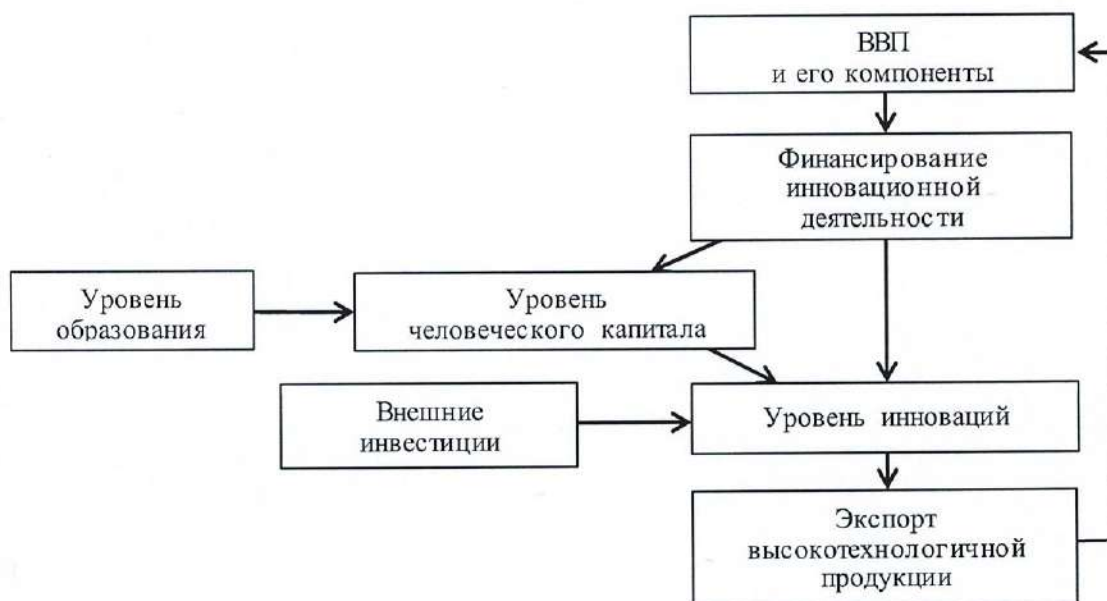 ВВП
и его компоненты
Финансирование
инновационной
деятельности
Уровень
образования
Уровень
человеческого капитала
Внешние
инвестиции
Уровень инноваций
Экспорт
высокотехнологичной
продукции